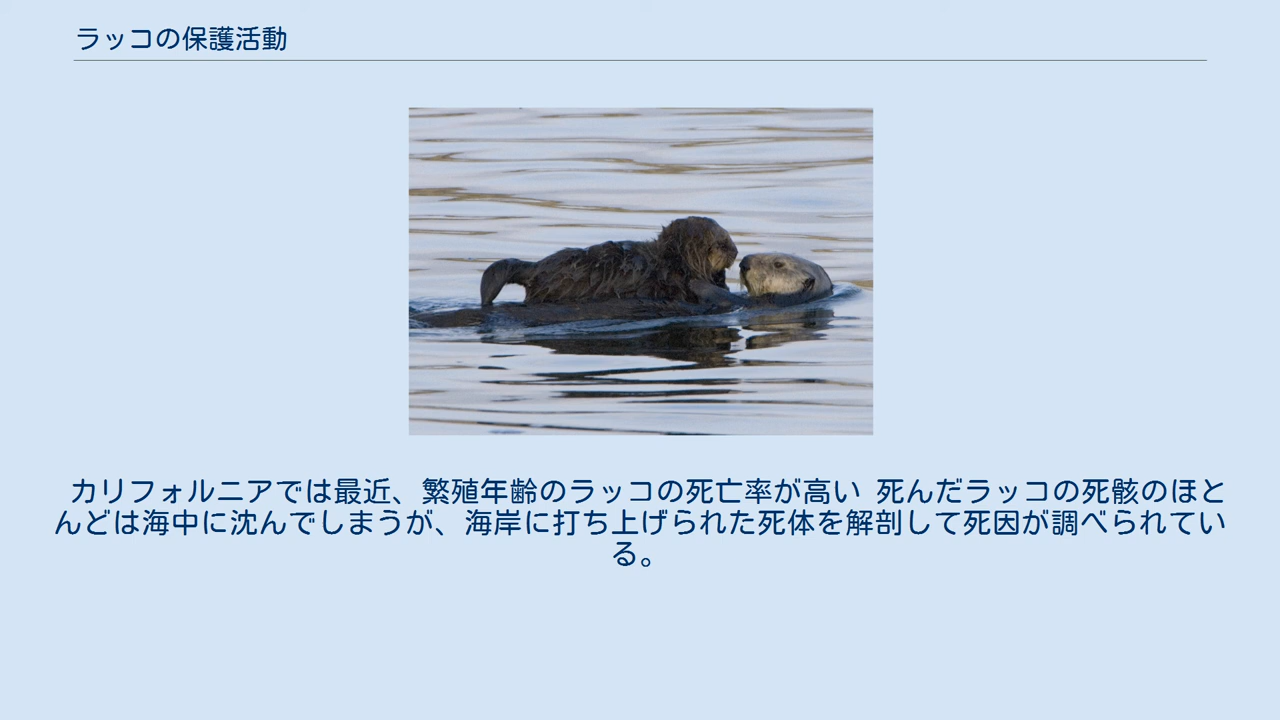 ラッコの保護活動
カリフォルニアでは最近、繁殖年齢のラッコの死亡率が高い 死んだラッコの死骸のほと
んどは海中に沈んでしまうが、海岸に打ち上げられた死体を解剖して死因が調べられてい
る。